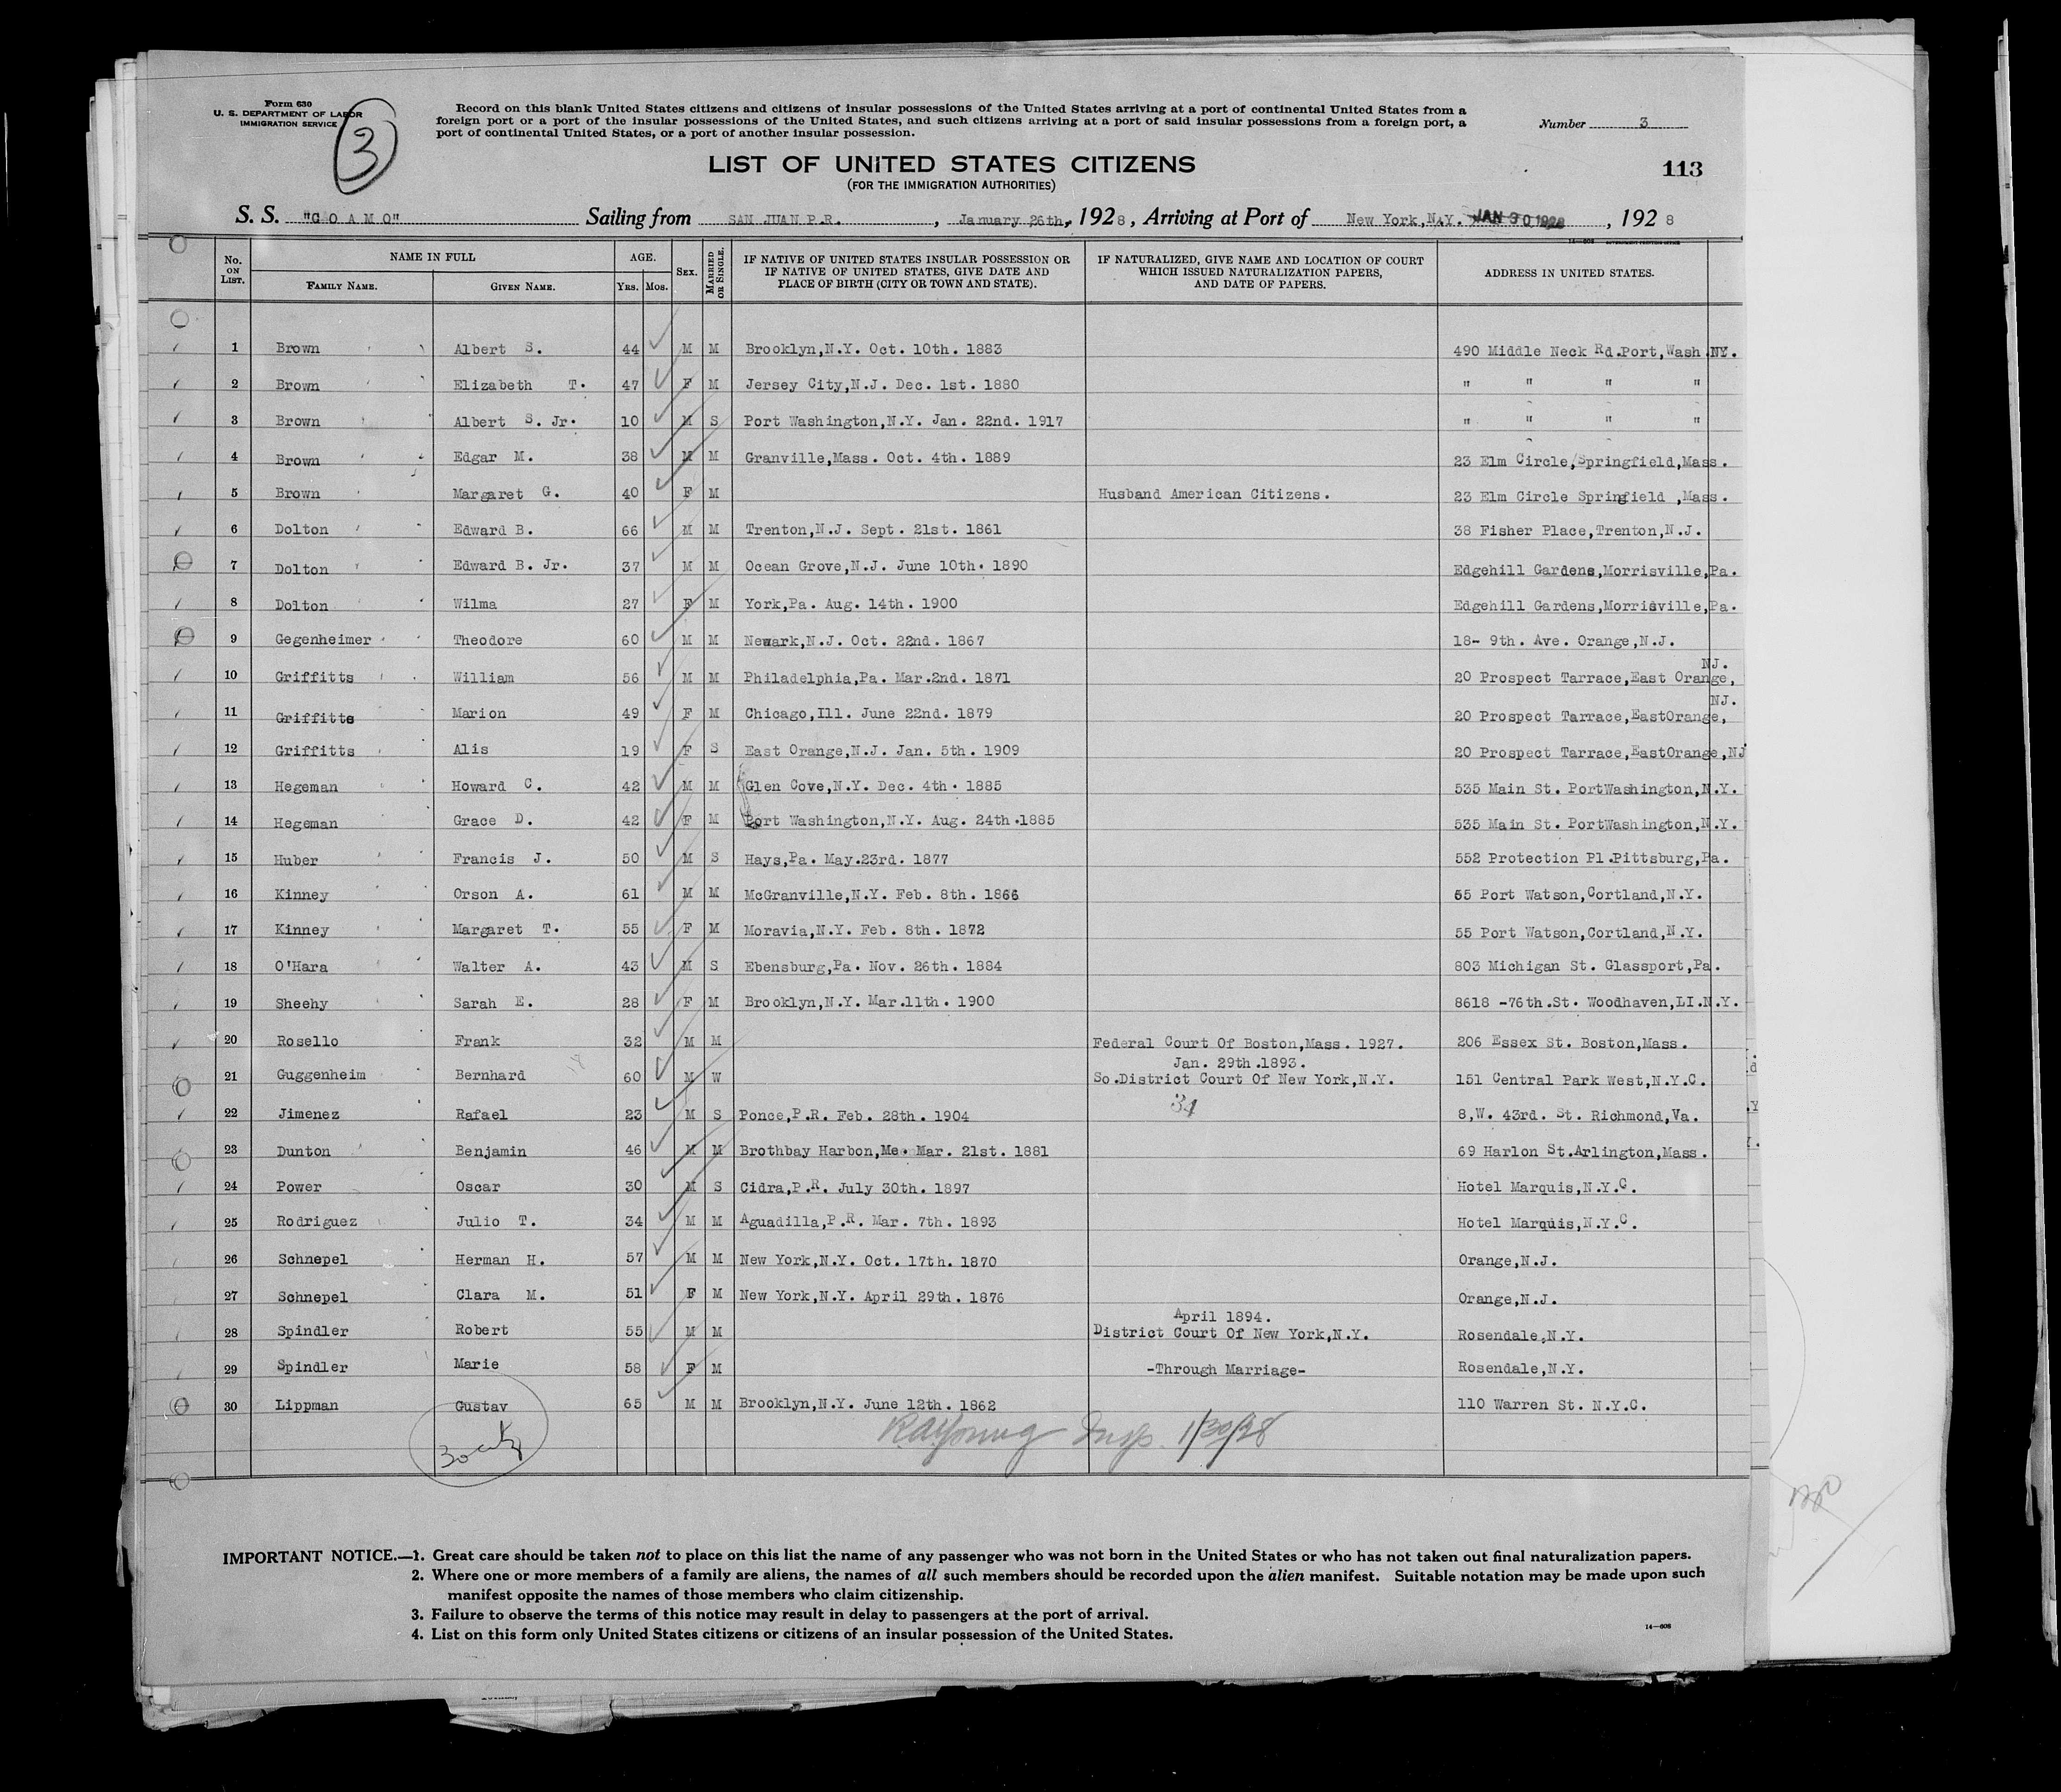 Form 630
U. S. DEPARTMENT OF LABOR
IMMIGRATION SERVICE
3
Record on this blank United States citizens and citizens of insular possessions of the United States arriving at a port of continental United States from a
foreign port or a port of the insular possessions of the United States, and such citizens arriving at a port of said insular possessions from a foreign port, a
port of continental United States, or a port of another insular possession.
Number 3
LIST OF UNITED STATES CITIZENS
(FOR THE IMMIGRATION AUTHORITIES)
113
S. S. "COAMO" Sailing from SAN JUAN P.R. , January 26th, 1928, Arriving at Port of New York,N.Y. JAN 30 1928 , 1928
No. ON LIST. NAME IN FULL AGE. SEX. MARRIED OR SINGLE. IF NATIVE OF UNITED STATES INSULAR POSSESSION OR IF NATIVE OF UNITED STATES, GIVE DATE AND PLACE OF BIRTH (CITY OR TOWN AND STATE). IF NATURALIZED, GIVE NAME AND LOCATION OF COURT WHICH ISSUED NATURALIZATION PAPERS, AND DATE OF PAPERS. ADDRESS IN UNITED STATES.
FAMILY NAME. GIVEN NAME. YRS. MOS.
1 Brown Albert S. 44 M M Brooklyn,N.Y. Oct. 10th. 1883 490 Middle Neck Rd.Port,Wash.NY.
2 Brown Elizabeth T. 47 F M Jersey City,N.J. Dec. 1st. 1880 " " " "
3 Brown Albert S. Jr. 10 M S Port Washington,N.Y. Jan. 22nd. 1917 " " " "
4 Brown Edgar M. 38 M M Granville,Mass. Oct. 4th. 1889 23 Elm Circle,Springfield,Mass.
5 Brown Margaret G. 40 F M Husband American Citizens. 23 Elm Circle Springfield ,Mass.
6 Dolton Edward B. 66 M M Trenton,N.J. Sept. 21st. 1861 38 Fisher Place,Trenton,N.J.
7 Dolton Edward B. Jr. 37 M M Ocean Grove,N.J. June 10th. 1890 Edgehill Gardens,Morrisville,Pa.
8 Dolton Wilma 27 F M York,Pa. Aug. 14th. 1900 Edgehill Gardens,Morrisville,Pa.
9 Gegenheimer Theodore 60 M M Newark,N.J. Oct. 22nd. 1867 18- 9th. Ave. Orange,N.J.
10 Griffitts William 56 M M Philadelphia,Pa. Mar.2nd. 1871 20 Prospect Tarrace,East Orange, NJ.
11 Griffitts Marion 49 F M Chicago,Ill. June 22nd. 1879 20 Prospect Tarrace,EastOrange, NJ.
12 Griffitts Alis 19 F S East Orange,N.J. Jan. 5th. 1909 20 Prospect Tarrace,EastOrange,NJ
13 Hegeman Howard C. 42 M M Glen Cove,N.Y. Dec. 4th. 1885 535 Main St. PortWashington,N.Y.
14 Hegeman Grace D. 42 F M Port Washington,N.Y. Aug. 24th.1885 535 Main St. PortWashington,N.Y.
15 Huber Francis J. 50 M S Hays,Pa. May.23rd. 1877 552 Protection Pl.Pittsburg,Pa.
16 Kinney Orson A. 61 M M McGranville,N.Y. Feb. 8th. 1866 55 Port Watson,Cortland,N.Y.
17 Kinney Margaret T. 55 F M Moravia,N.Y. Feb. 8th. 1872 55 Port Watson,Cortland,N.Y.
18 O'Hara Walter A. 43 M S Ebensburg,Pa. Nov. 26th. 1884 803 Michigan St. Glassport,Pa.
19 Sheehy Sarah E. 28 F M Brooklyn,N.Y. Mar.11th. 1900 8618 -76th.St. Woodhaven,LI.N.Y.
20 Rosello Frank 32 M M Federal Court Of Boston,Mass. 1927. 206 Essex St. Boston,Mass.
Jan. 29th.1893.
21 Guggenheim Bernhard 60 M W So.District Court Of New York,N.Y. 151 Central Park West,N.Y.C.
22 Jimenez Rafael 23 M S Ponce,P.R. Feb. 28th. 1904 31 8,W. 43rd. St. Richmond,Va.
23 Dunton Benjamin 46 M M Brothbay Harbon,Me. Mar. 21st. 1881 69 Harlon St.Arlington,Mass.
24 Power Oscar 30 M S Cidra,P.R. July 30th. 1897 Hotel Marquis,N.Y.C.
25 Rodriguez Julio T. 34 M M Aguadilla,P.R. Mar. 7th. 1893 Hotel Marquis,N.Y.C.
26 Schnepel Herman H. 57 M M New York,N.Y. Oct. 17th. 1870 Orange,N.J.
27 Schnepel Clara M. 51 F M New York,N.Y. April 29th. 1876 Orange,N.J.
April 1894.
28 Spindler Robert 55 M M District Court Of New York,N.Y. Rosendale,N.Y.
29 Spindler Marie 58 F M -Through Marriage- Rosendale,N.Y.
30 Lippman Gustav 65 M M Brooklyn,N.Y. June 12th. 1862 110 Warren St. N.Y.C.
RAYoung Insp. 1/30/28
IMPORTANT NOTICE.—1. Great care should be taken not to place on this list the name of any passenger who was not born in the United States or who has not taken out final naturalization papers.
2. Where one or more members of a family are aliens, the names of all such members should be recorded upon the alien manifest. Suitable notation may be made upon such
manifest opposite the names of those members who claim citizenship.
3. Failure to observe the terms of this notice may result in delay to passengers at the port of arrival.
4. List on this form only United States citizens or citizens of an insular possession of the United States.
14—608